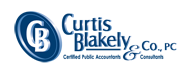 CB
Curtis
Blakely & Co., PC
Certified Public Accountants & Consultants